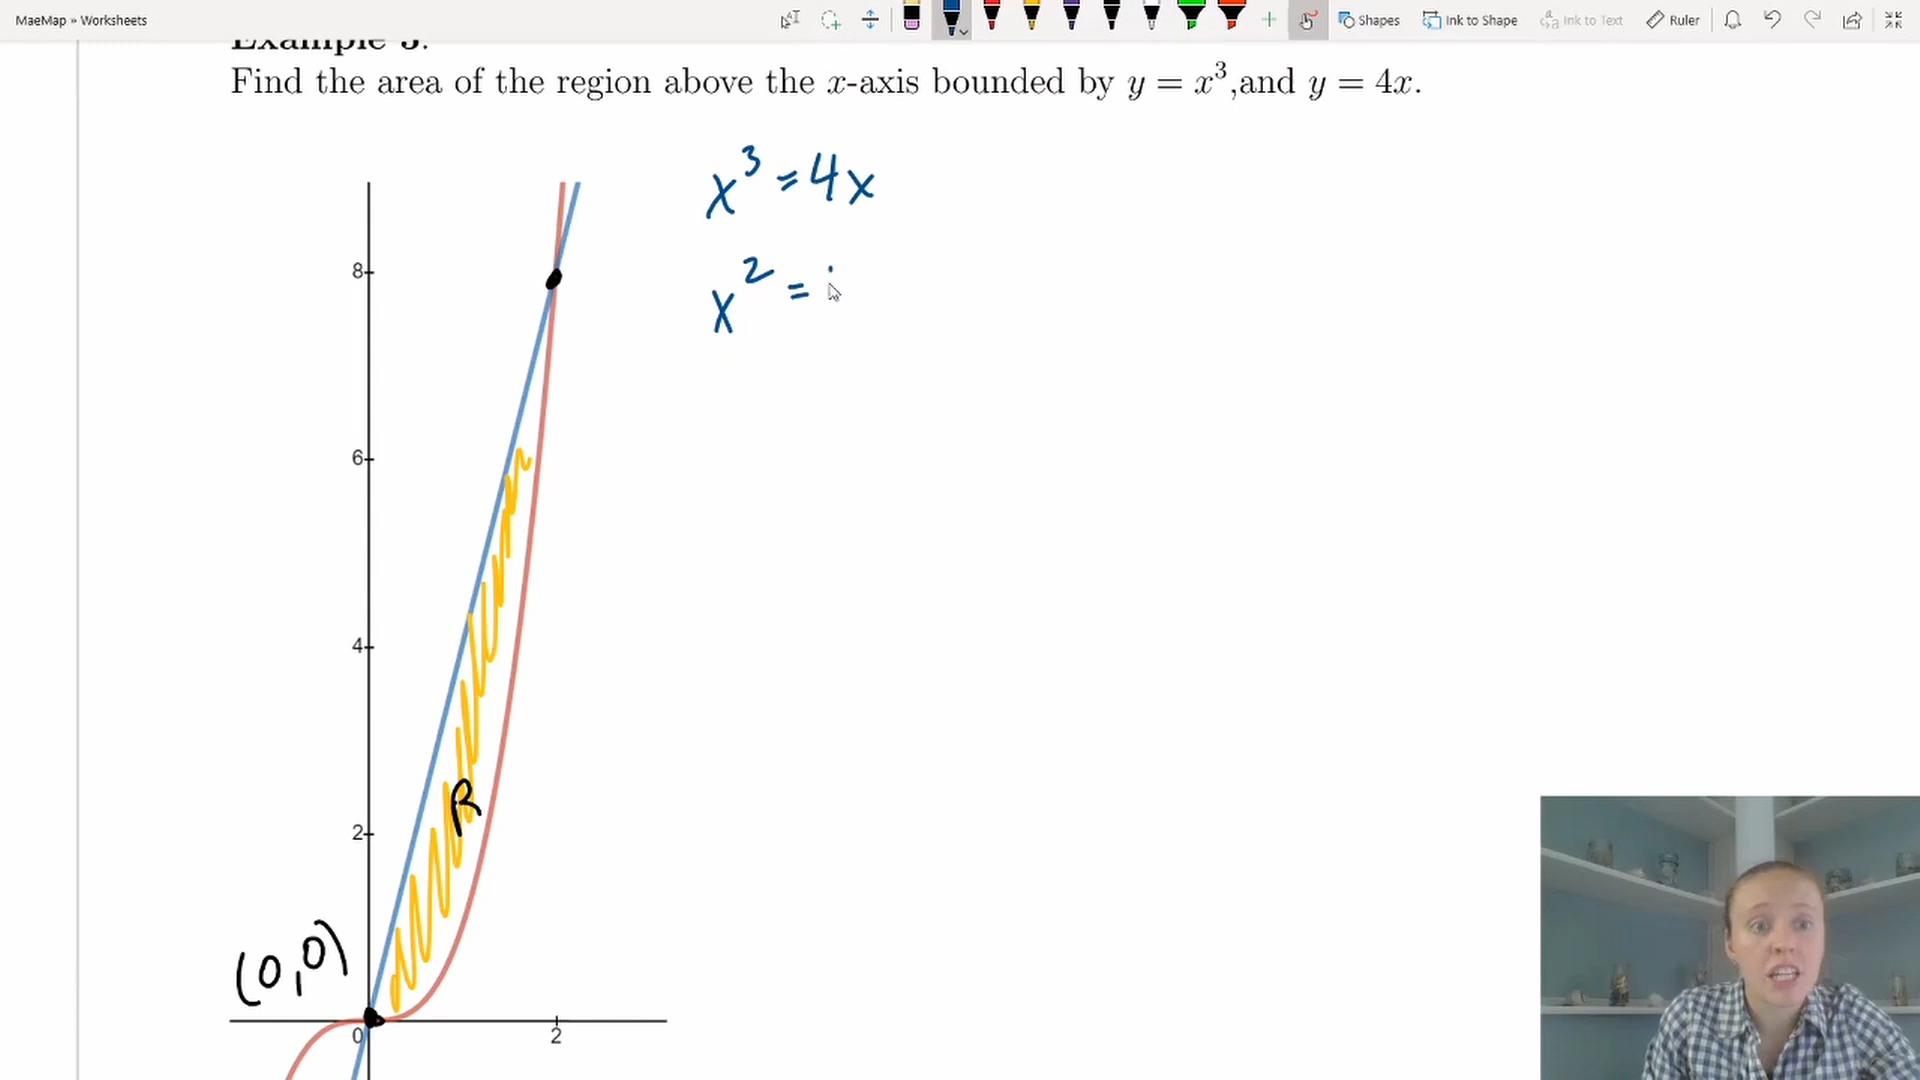 MaeMap » Worksheets
Shapes
Ink to Shape
Ink to Text
Ruler
Example 3.
Find the area of the region above the x-axis bounded by y = x³,and y = 4x.
x³ = 4x
x² =
8
6
4
2
R
(0,0)
0
2